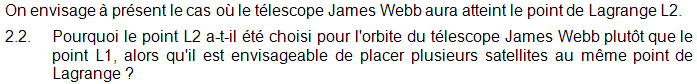 On envisage à présent le cas où le télescope James Webb aura atteint le point de Lagrange L2.
2.2. Pourquoi le point L2 a-t-il été choisi pour l'orbite du télescope James Webb plutôt que le
point L1, alors qu'il est envisageable de placer plusieurs satellites au même point de
Lagrange ?